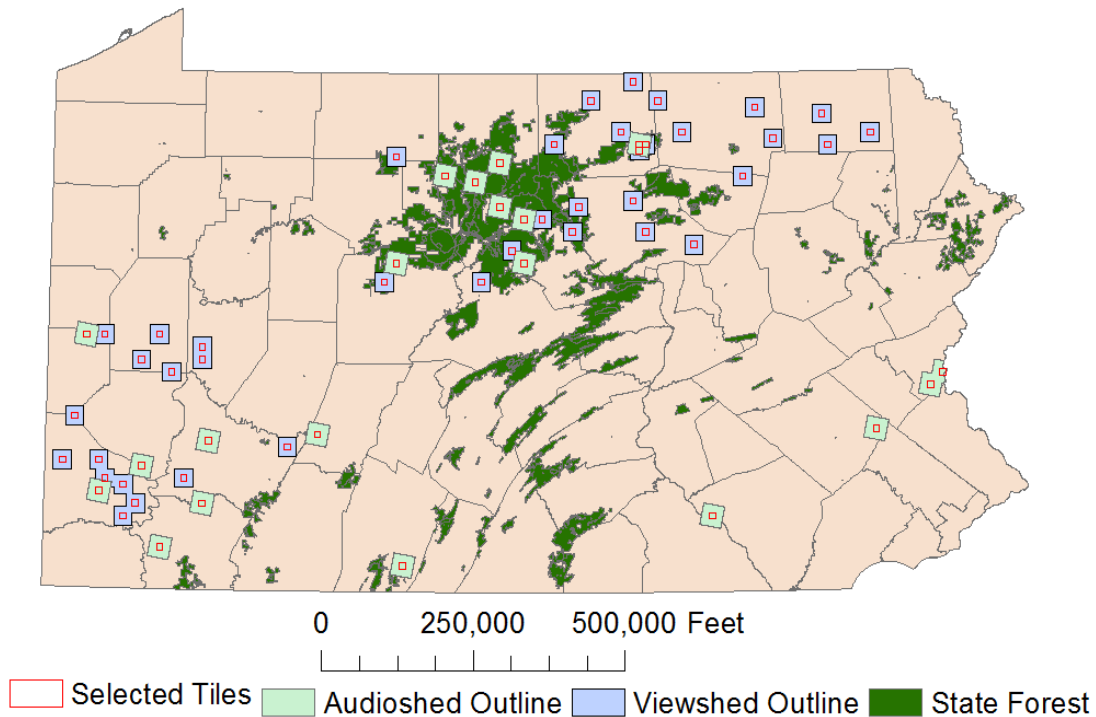 0 250,000 500,000 Feet
Selected Tiles Audioshed Outline Viewshed Outline State Forest